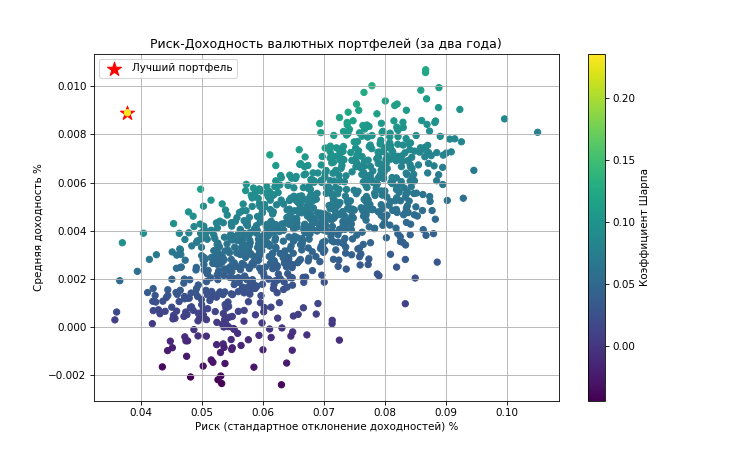 Риск-Доходность валютных портфелей (за два года)
Лучший портфель
Средняя доходность %
0.010
0.008
0.006
0.004
0.002
0.000
−0.002
0.04 0.05 0.06 0.07 0.08 0.09 0.10
Риск (стандартное отклонение доходностей) %
0.20
0.15
0.10
0.05
0.00
Коэффициент Шарпа